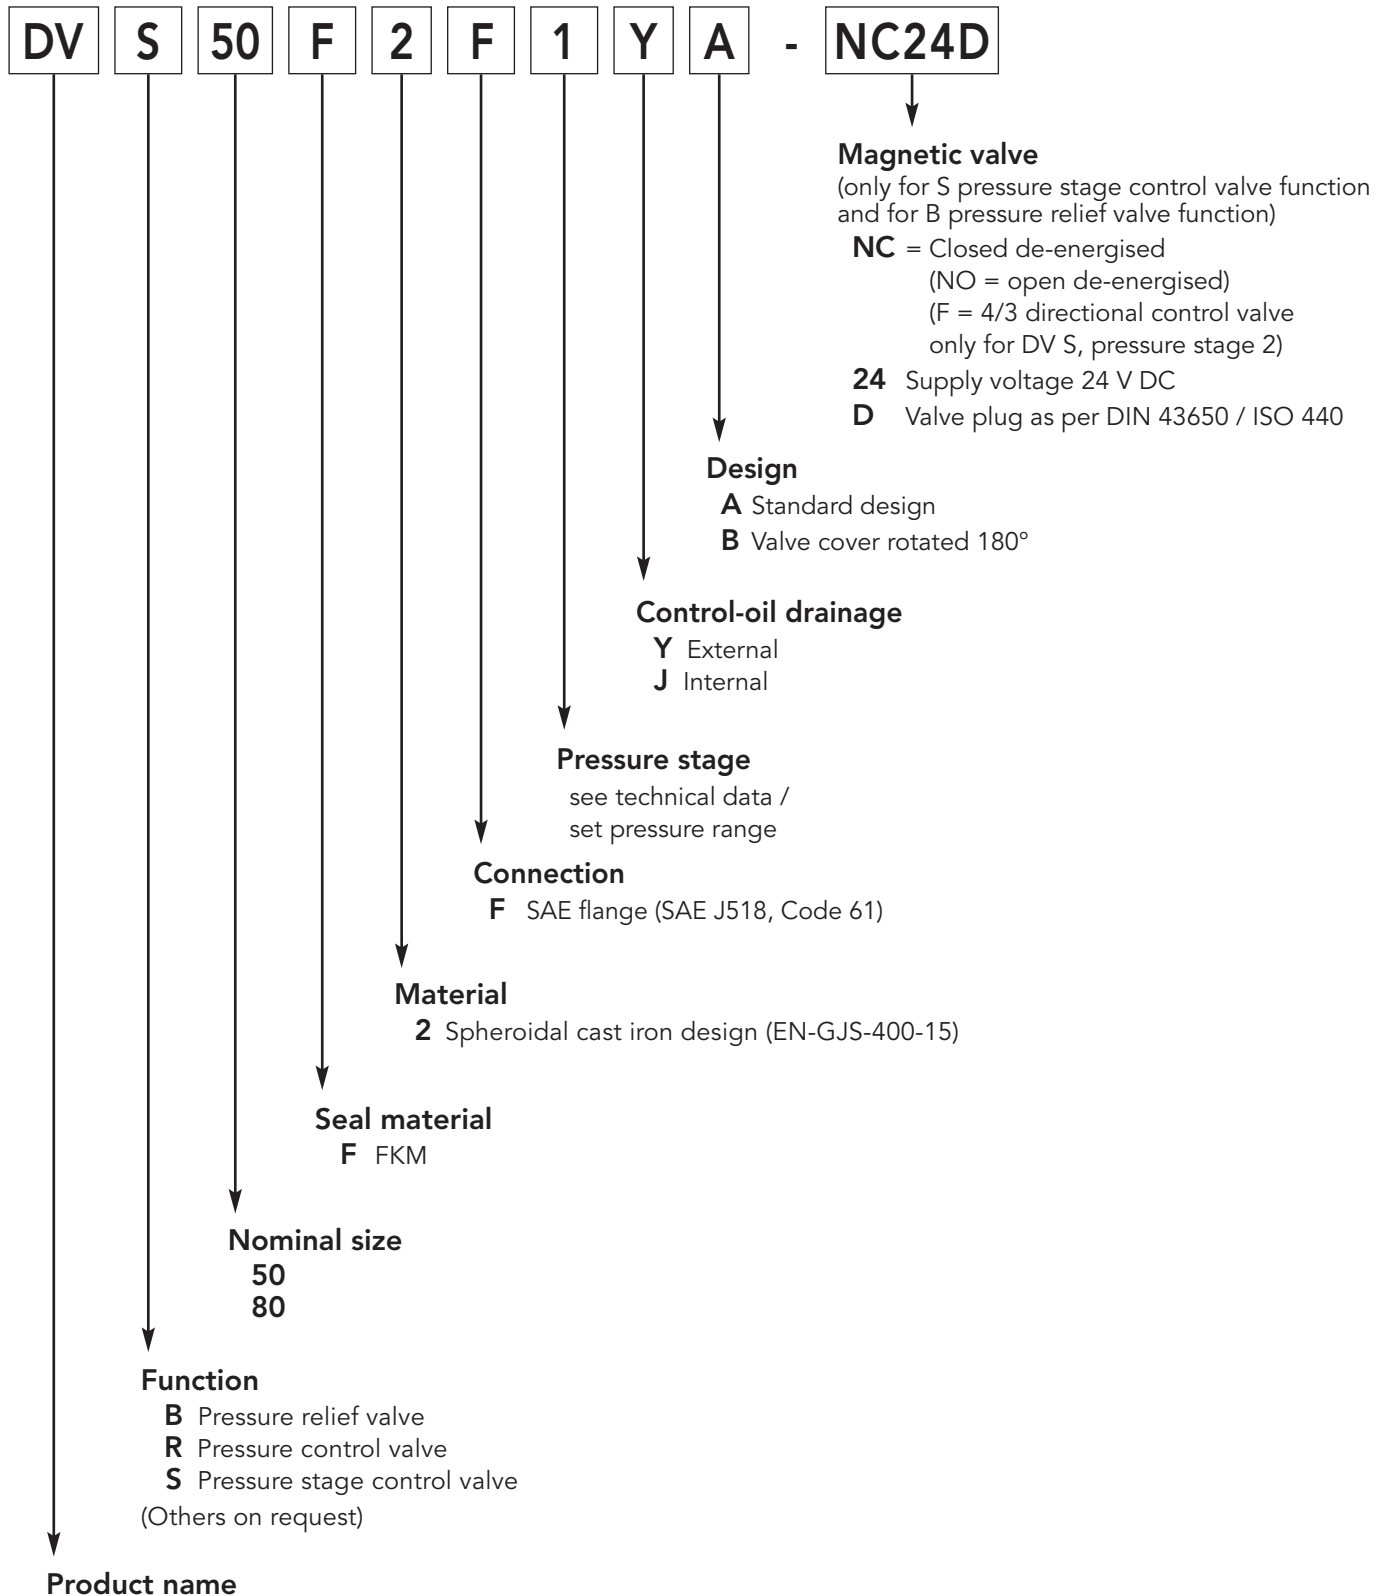 DV S 50 F 2 F 1 Y A - NC24D
Magnetic valve
(only for S pressure stage control valve function
and for B pressure relief valve function)
NC = Closed de-energised
(NO = open de-energised)
(F = 4/3 directional control valve
only for DV S, pressure stage 2)
24 Supply voltage 24 V DC
D Valve plug as per DIN 43650 / ISO 440
Design
A Standard design
B Valve cover rotated 180°
Control-oil drainage
Y External
J Internal
Pressure stage
see technical data /
set pressure range
Connection
F SAE flange (SAE J518, Code 61)
Material
2 Spheroidal cast iron design (EN-GJS-400-15)
Seal material
F FKM
Nominal size
50
80
Function
B Pressure relief valve
R Pressure control valve
S Pressure stage control valve
(Others on request)
Product name